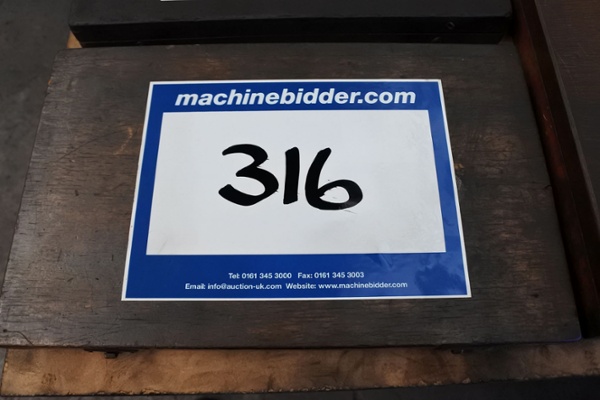 machinebidder.com
316
Tel: 0161 345 3000 Fax: 0161 345 3003
Email: info@auction-uk.com Website: www.machinebidder.com